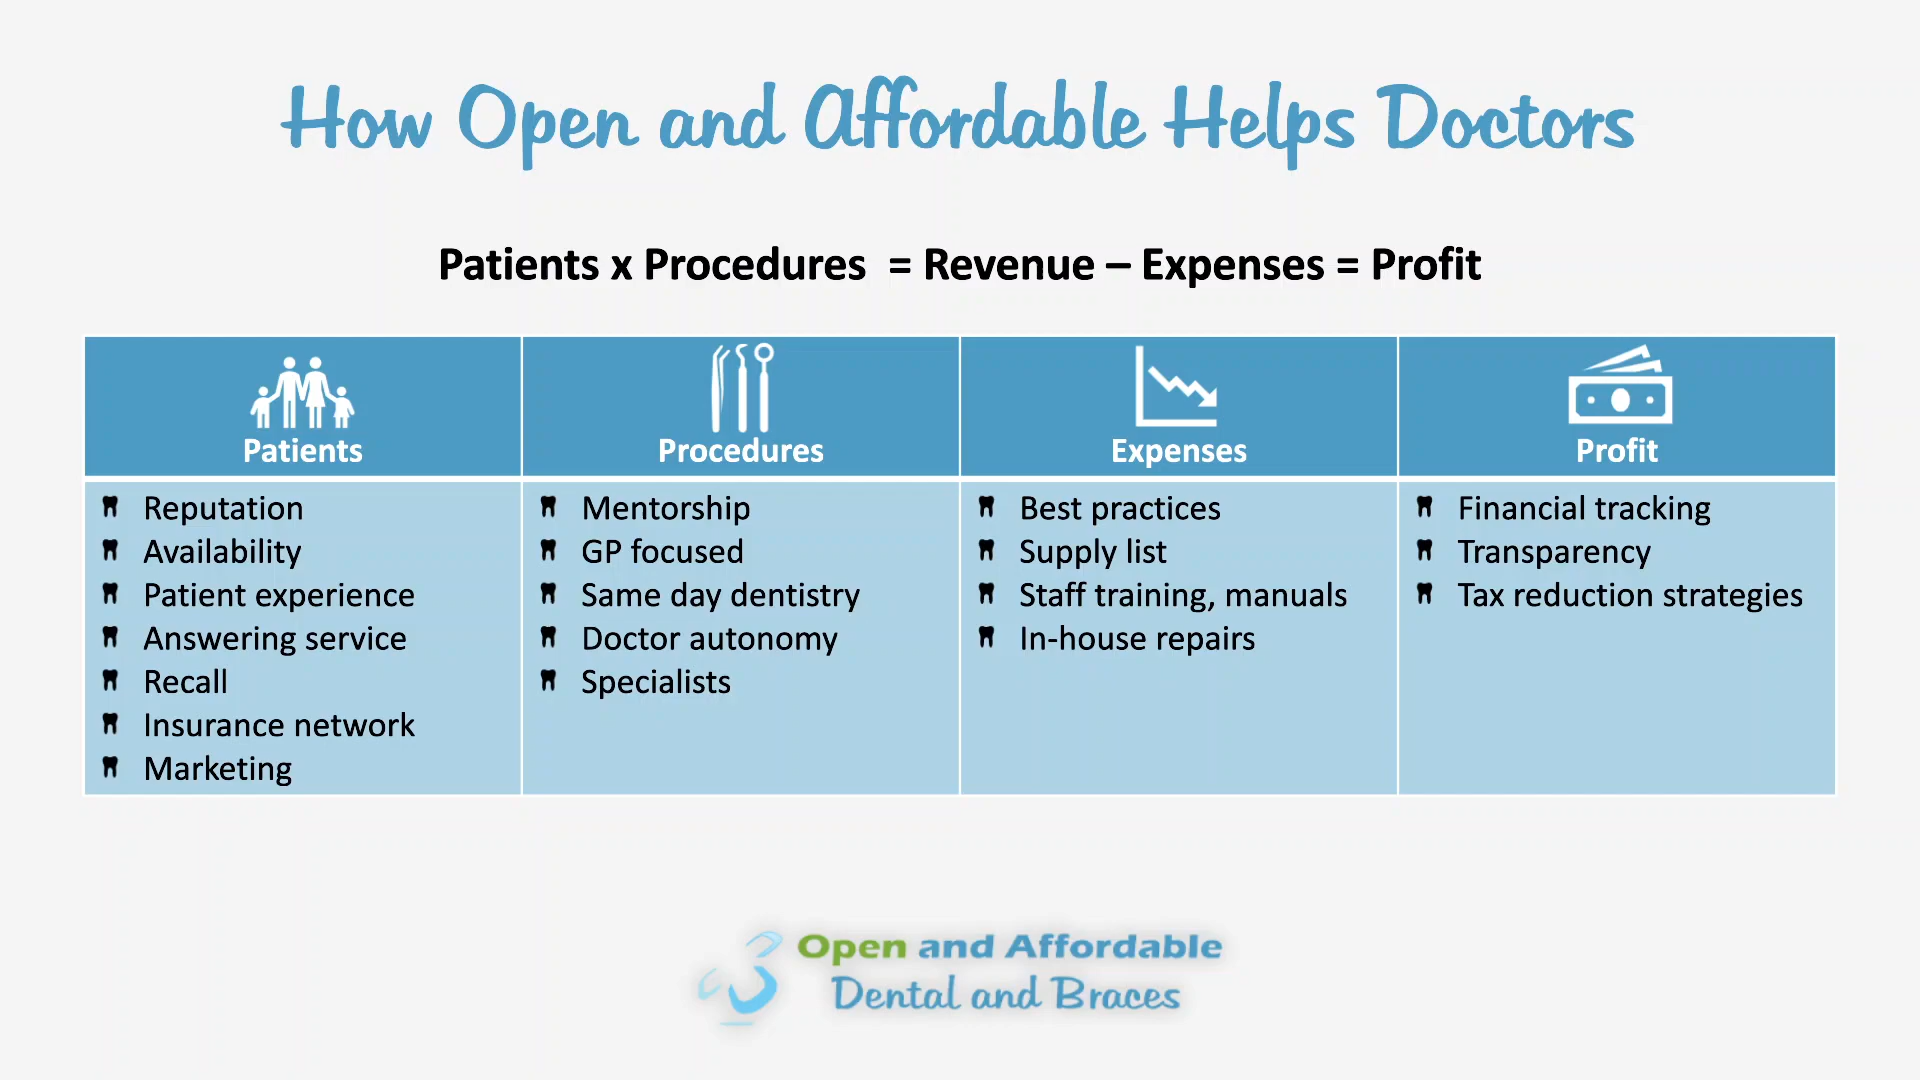 How Open and Affordable Helps Doctors
Patients x Procedures = Revenue – Expenses = Profit
Patients
Procedures
Expenses
Profit
Reputation
Availability
Patient experience
Answering service
Recall
Insurance network
Marketing
Mentorship
GP focused
Same day dentistry
Doctor autonomy
Specialists
Best practices
Supply list
Staff training, manuals
In-house repairs
Financial tracking
Transparency
Tax reduction strategies
Open and Affordable
Dental and Braces